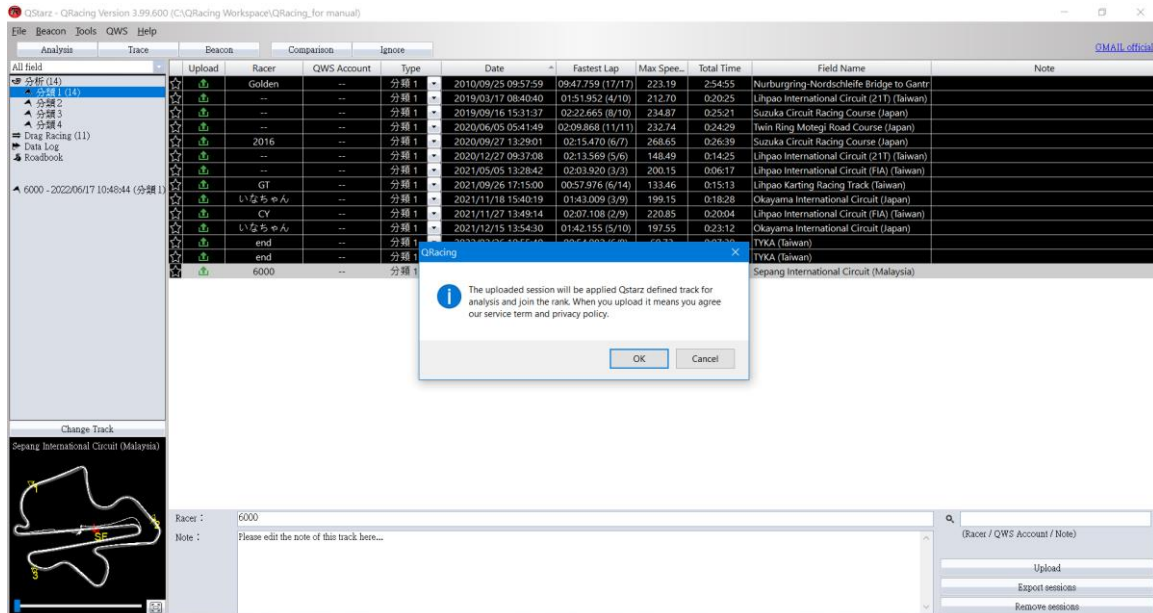 QStarz - QRacing Version 3.99.600 (C:\QRacing Workspace\QRacing_for manual)
File Beacon Tools QWS Help
Analysis Trace Beacon Comparison Ignore GMAIL official
All field
分析 (14)
分類 1 (14)
分類 2
分類 3
分類 4
Drag Racing (11)
Data Log
Roadbook
6000 - 2022/06/17 10:48:44 (分類 1)
Upload Racer QWS Account Type Date Fastest Lap Max Spee... Total Time Field Name Note
Golden -- 分類 1 2010/09/25 09:57:59 09:47.759 (17/17) 223.19 2:54:55 Nurburgring-Nordschleife Bridge to Gantr
-- -- 分類 1 2019/03/17 08:40:40 01:51.952 (4/10) 212.70 0:20:25 Lihpao International Circuit (21T) (Taiwan)
-- -- 分類 1 2019/09/16 15:31:37 02:22.665 (8/10) 234.87 0:25:21 Suzuka Circuit Racing Course (Japan)
-- -- 分類 1 2020/06/05 05:41:49 02:09.868 (11/11) 232.74 0:24:29 Twin Ring Motegi Road Course (Japan)
2016 -- 分類 1 2020/09/27 13:29:01 02:15.470 (6/7) 268.65 0:26:39 Suzuka Circuit Racing Course (Japan)
-- -- 分類 1 2020/12/27 09:37:08 02:13.569 (5/6) 148.49 0:14:25 Lihpao International Circuit (21T) (Taiwan)
-- -- 分類 1 2021/05/05 13:28:42 02:03.920 (3/3) 200.15 0:06:17 Lihpao International Circuit (FIA) (Taiwan)
GT -- 分類 1 2021/09/26 17:15:00 00:57.976 (6/14) 133.46 0:15:13 Lihpao Karting Racing Track (Taiwan)
いなちゃん -- 分類 1 2021/11/18 15:40:19 01:43.009 (3/9) 199.15 0:18:28 Okayama International Circuit (Japan)
CY -- 分類 1 2021/11/27 13:49:14 02:07.108 (2/9) 220.85 0:20:04 Lihpao International Circuit (FIA) (Taiwan)
いなちゃん -- 分類 1 2021/12/15 13:54:30 01:42.155 (5/10) 197.55 0:23:12 Okayama International Circuit (Japan)
end -- 分類 1 TYKA (Taiwan)
end -- 分類 1 TYKA (Taiwan)
6000 -- 分類 1 Sepang International Circuit (Malaysia)
QRacing
The uploaded session will be applied Qstarz defined track for
analysis and join the rank. When you upload it means you agree
our service term and privacy policy.
OK Cancel
Change Track
Sepang International Circuit (Malaysia)
SF
3
Racer : 6000
Note : Please edit the note of this track here...
(Racer / QWS Account / Note)
Upload
Export sessions
Remove sessions